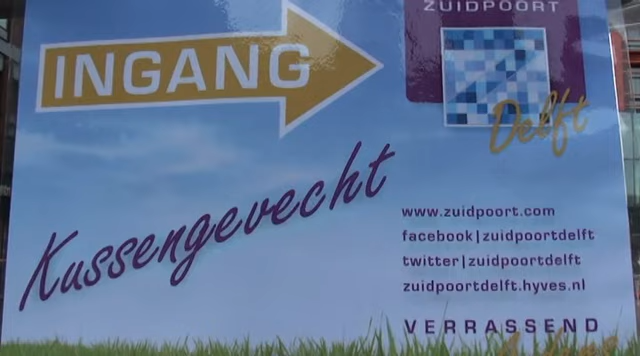 INGANG
ZUIDPOORT
Delft
Kussengevecht
www.zuidpoort.com
facebook|zuidpoortdelft
twitter|zuidpoortdelft
zuidpoortdelft.hyves.nl
VERRASSEND